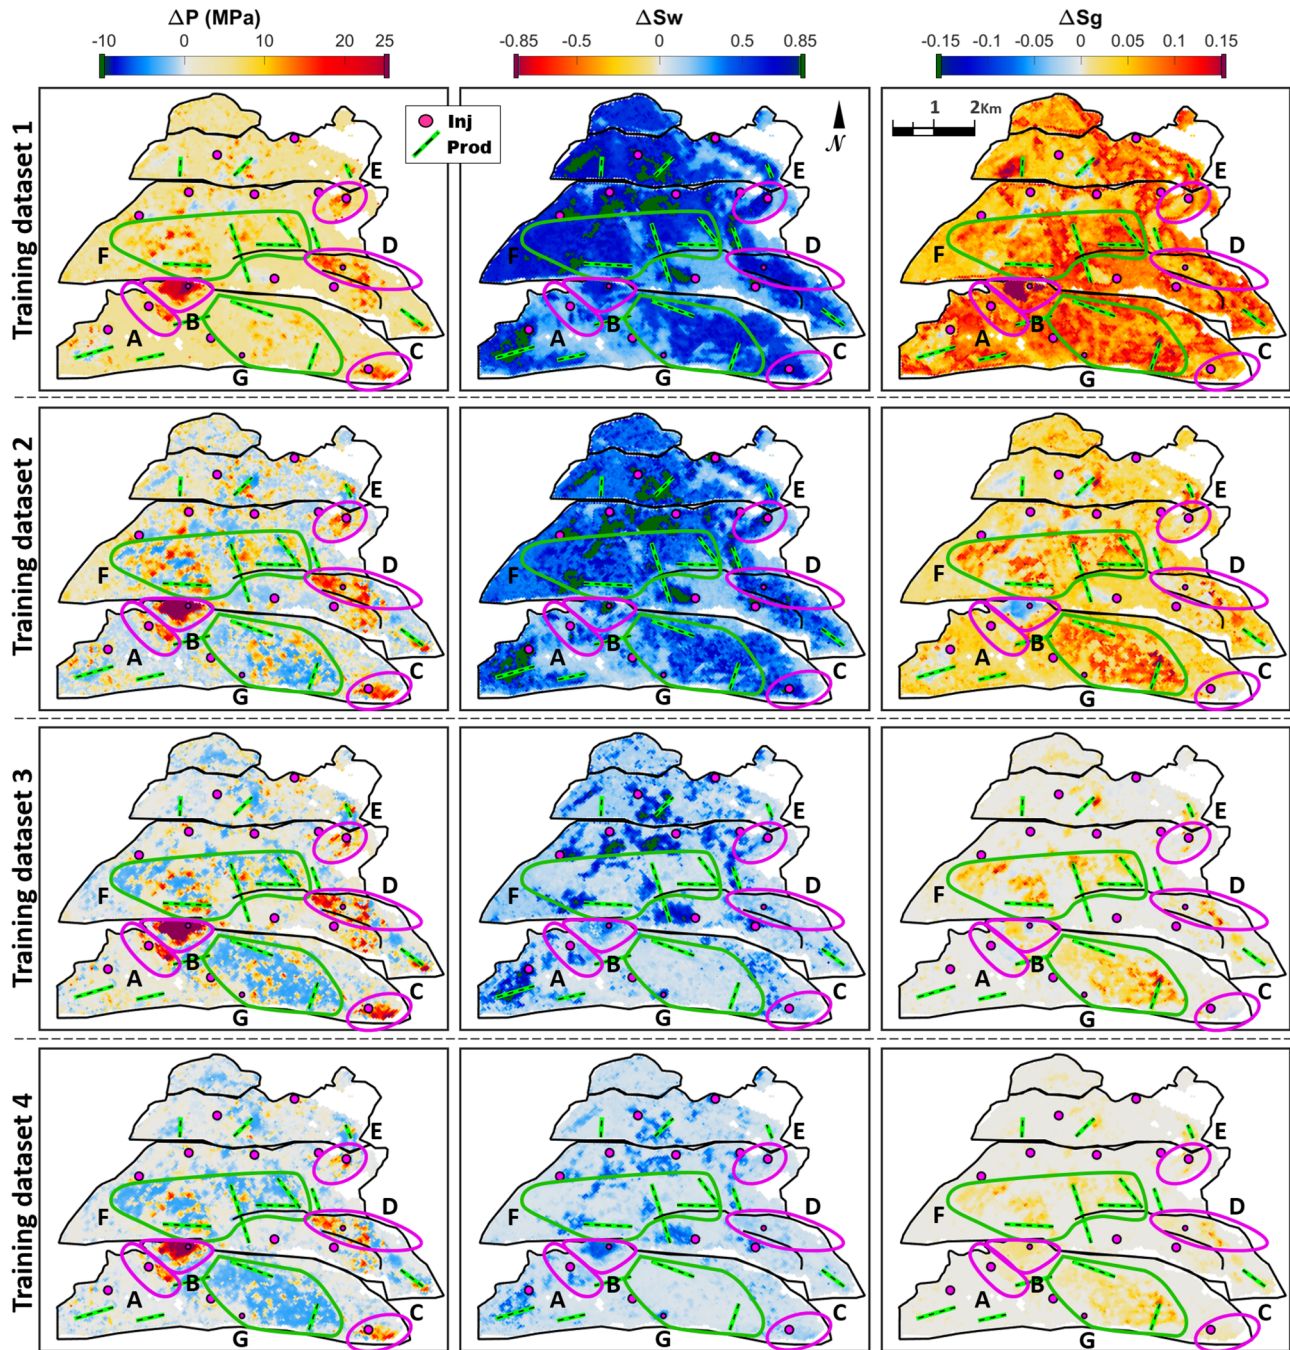 ΔP (MPa) ΔSw ΔSg
-10 0 10 20 25 -0.85 -0.5 0 0.5 0.85 -0.15 -0.1 -0.05 0 0.05 0.1 0.15
Training dataset 1
Inj
Prod
N
1 2Km
E
D
F
A
B
C
G
E
D
F
A
B
C
G
E
D
F
A
B
C
G
Training dataset 2
E
D
F
A
B
C
G
E
D
F
A
B
C
G
E
D
F
A
B
C
G
Training dataset 3
E
D
F
A
B
C
G
E
D
F
A
B
C
G
E
D
F
A
B
C
G
Training dataset 4
E
D
F
A
B
C
G
E
D
F
A
B
C
G
E
D
F
A
B
C
G